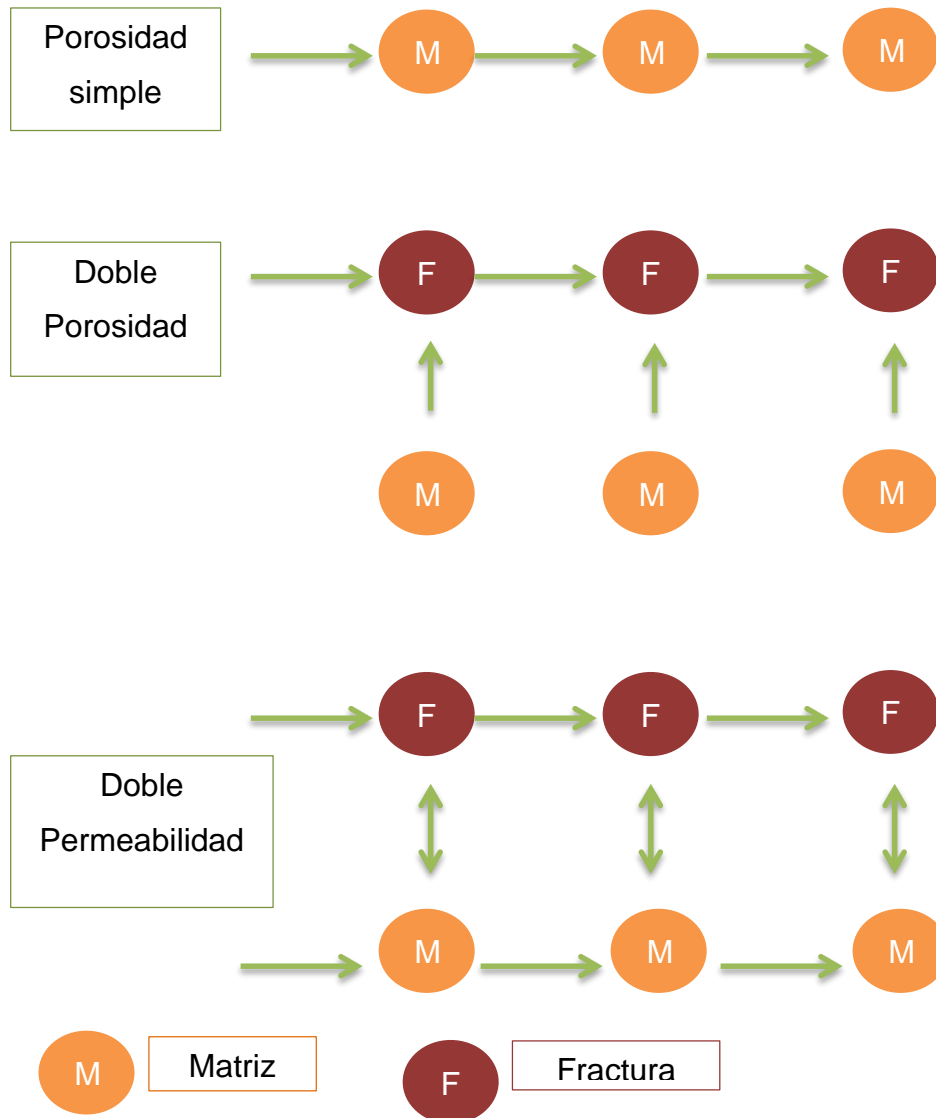 Porosidad
simple
M M M
Doble
Porosidad
F F F
M M M
F F F
Doble
Permeabilidad
M M M
M Matriz
F Fractura